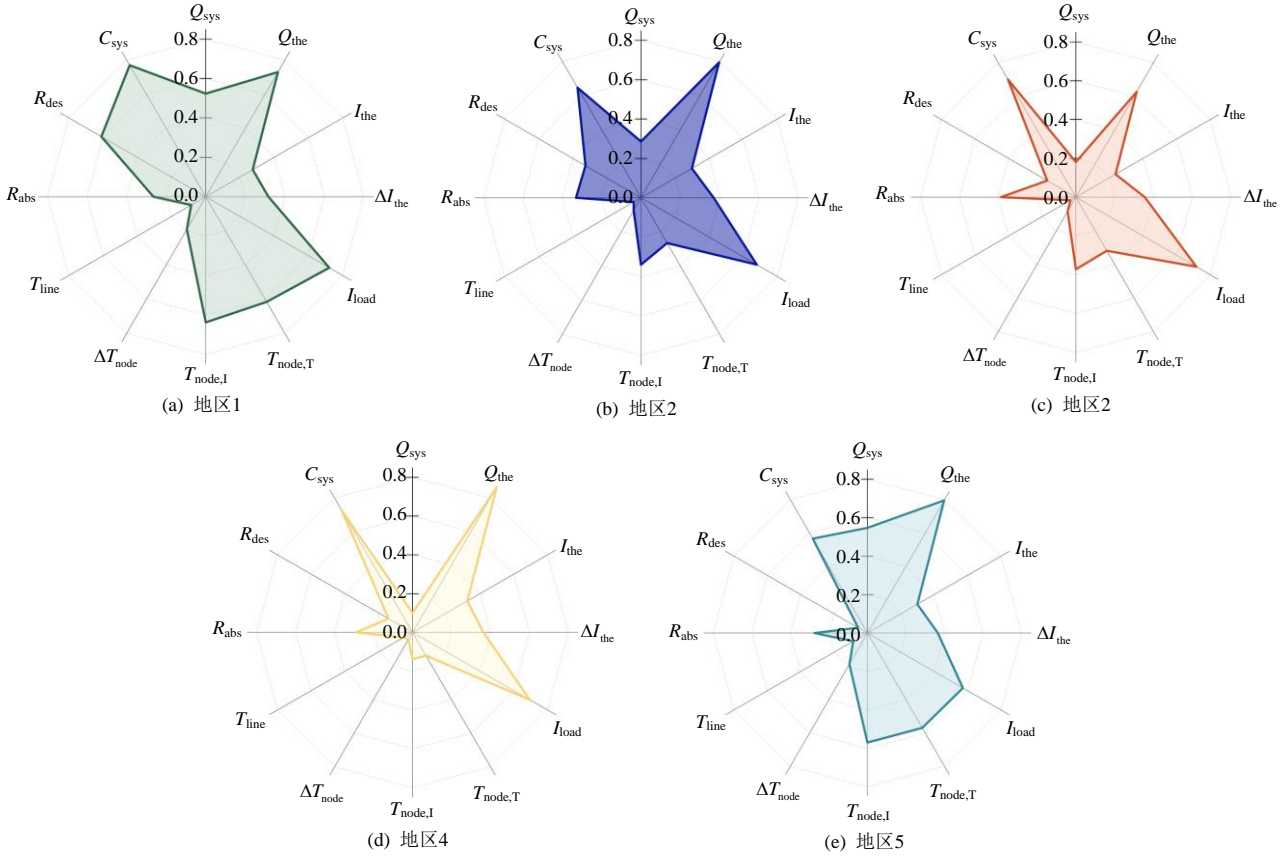 Q_sys
0.8
0.6
0.4
0.2
0.0
Q_the
I_the
ΔI_the
I_load
T_node,T
T_node,I
ΔT_node
T_line
R_abs
R_des
C_sys
(a) 地区1
Q_sys
0.8
0.6
0.4
0.2
0.0
Q_the
I_the
ΔI_the
I_load
T_node,T
T_node,I
ΔT_node
T_line
R_abs
R_des
C_sys
(b) 地区2
Q_sys
0.8
0.6
0.4
0.2
0.0
Q_the
I_the
ΔI_the
I_load
T_node,T
T_node,I
ΔT_node
T_line
R_abs
R_des
C_sys
(c) 地区2
Q_sys
0.8
0.6
0.4
0.2
0.0
Q_the
I_the
ΔI_the
I_load
T_node,T
T_node,I
ΔT_node
T_line
R_abs
R_des
C_sys
(d) 地区4
Q_sys
0.8
0.6
0.4
0.2
0.0
Q_the
I_the
ΔI_the
I_load
T_node,T
T_node,I
ΔT_node
T_line
R_abs
R_des
C_sys
(e) 地区5